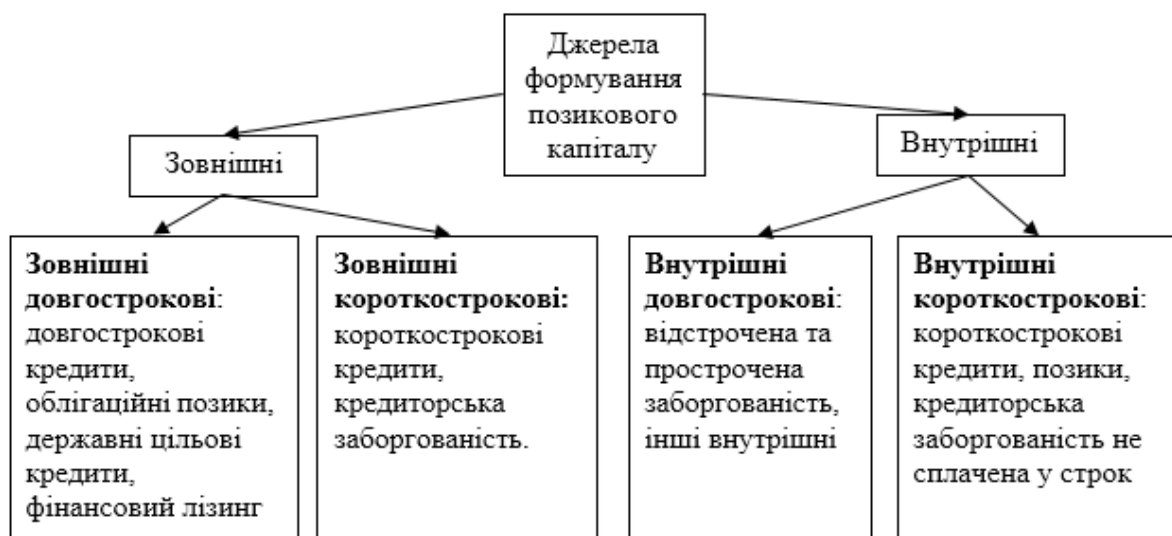 Джерела
формування
позикового
капіталу
Зовнішні
Внутрішні
Зовнішні
довгострокові:
довгострокові
кредити,
облігаційні позики,
державні цільові
кредити,
фінансовий лізинг
Зовнішні
короткострокові:
короткострокові
кредити,
кредиторська
заборгованість.
Внутрішні
довгострокові:
відстрочена та
прострочена
заборгованість,
інші внутрішні
Внутрішні
короткострокові:
короткострокові
кредити, позики,
кредиторська
заборгованість не
сплачена у строк